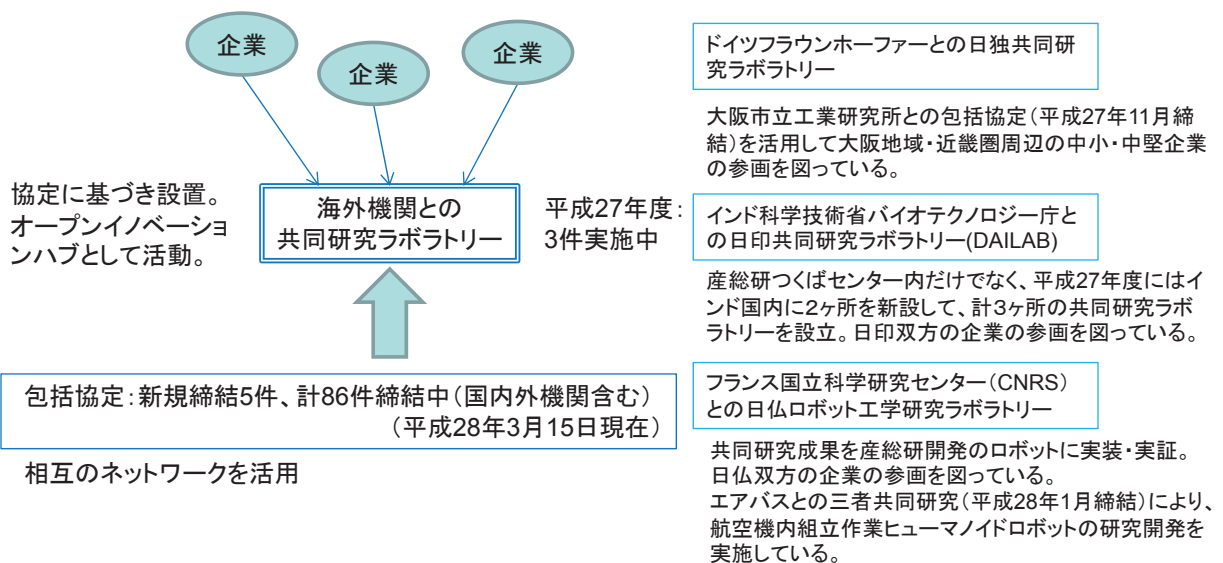 企業
企業
企業
協定に基づき設置。
オープンイノベーショ
ンハブとして活動。
海外機関との
共同研究ラボラトリー
平成27年度：
3件実施中
包括協定：新規締結5件、計86件締結中（国内外機関含む）
（平成28年3月15日現在）
相互のネットワークを活用
ドイツフラウンホーファーとの日独共同研
究ラボラトリー
大阪市立工業研究所との包括協定（平成27年11月締
結）を活用して大阪地域・近畿圏周辺の中小・中堅企業
の参画を図っている。
インド科学技術省バイオテクノロジー庁と
の日印共同研究ラボラトリー(DAILAB)
産総研つくばセンター内だけでなく、平成27年度にはイ
ンド国内に２ヶ所を新設して、計３ヶ所の共同研究ラボ
ラトリーを設立。日印双方の企業の参画を図っている。
フランス国立科学研究センター（CNRS）
との日仏ロボット工学研究ラボラトリー
共同研究成果を産総研開発のロボットに実装・実証。
日仏双方の企業の参画を図っている。
エアバスとの三者共同研究（平成28年1月締結）により、
航空機内組立作業ヒューマノイドロボットの研究開発を
実施している。